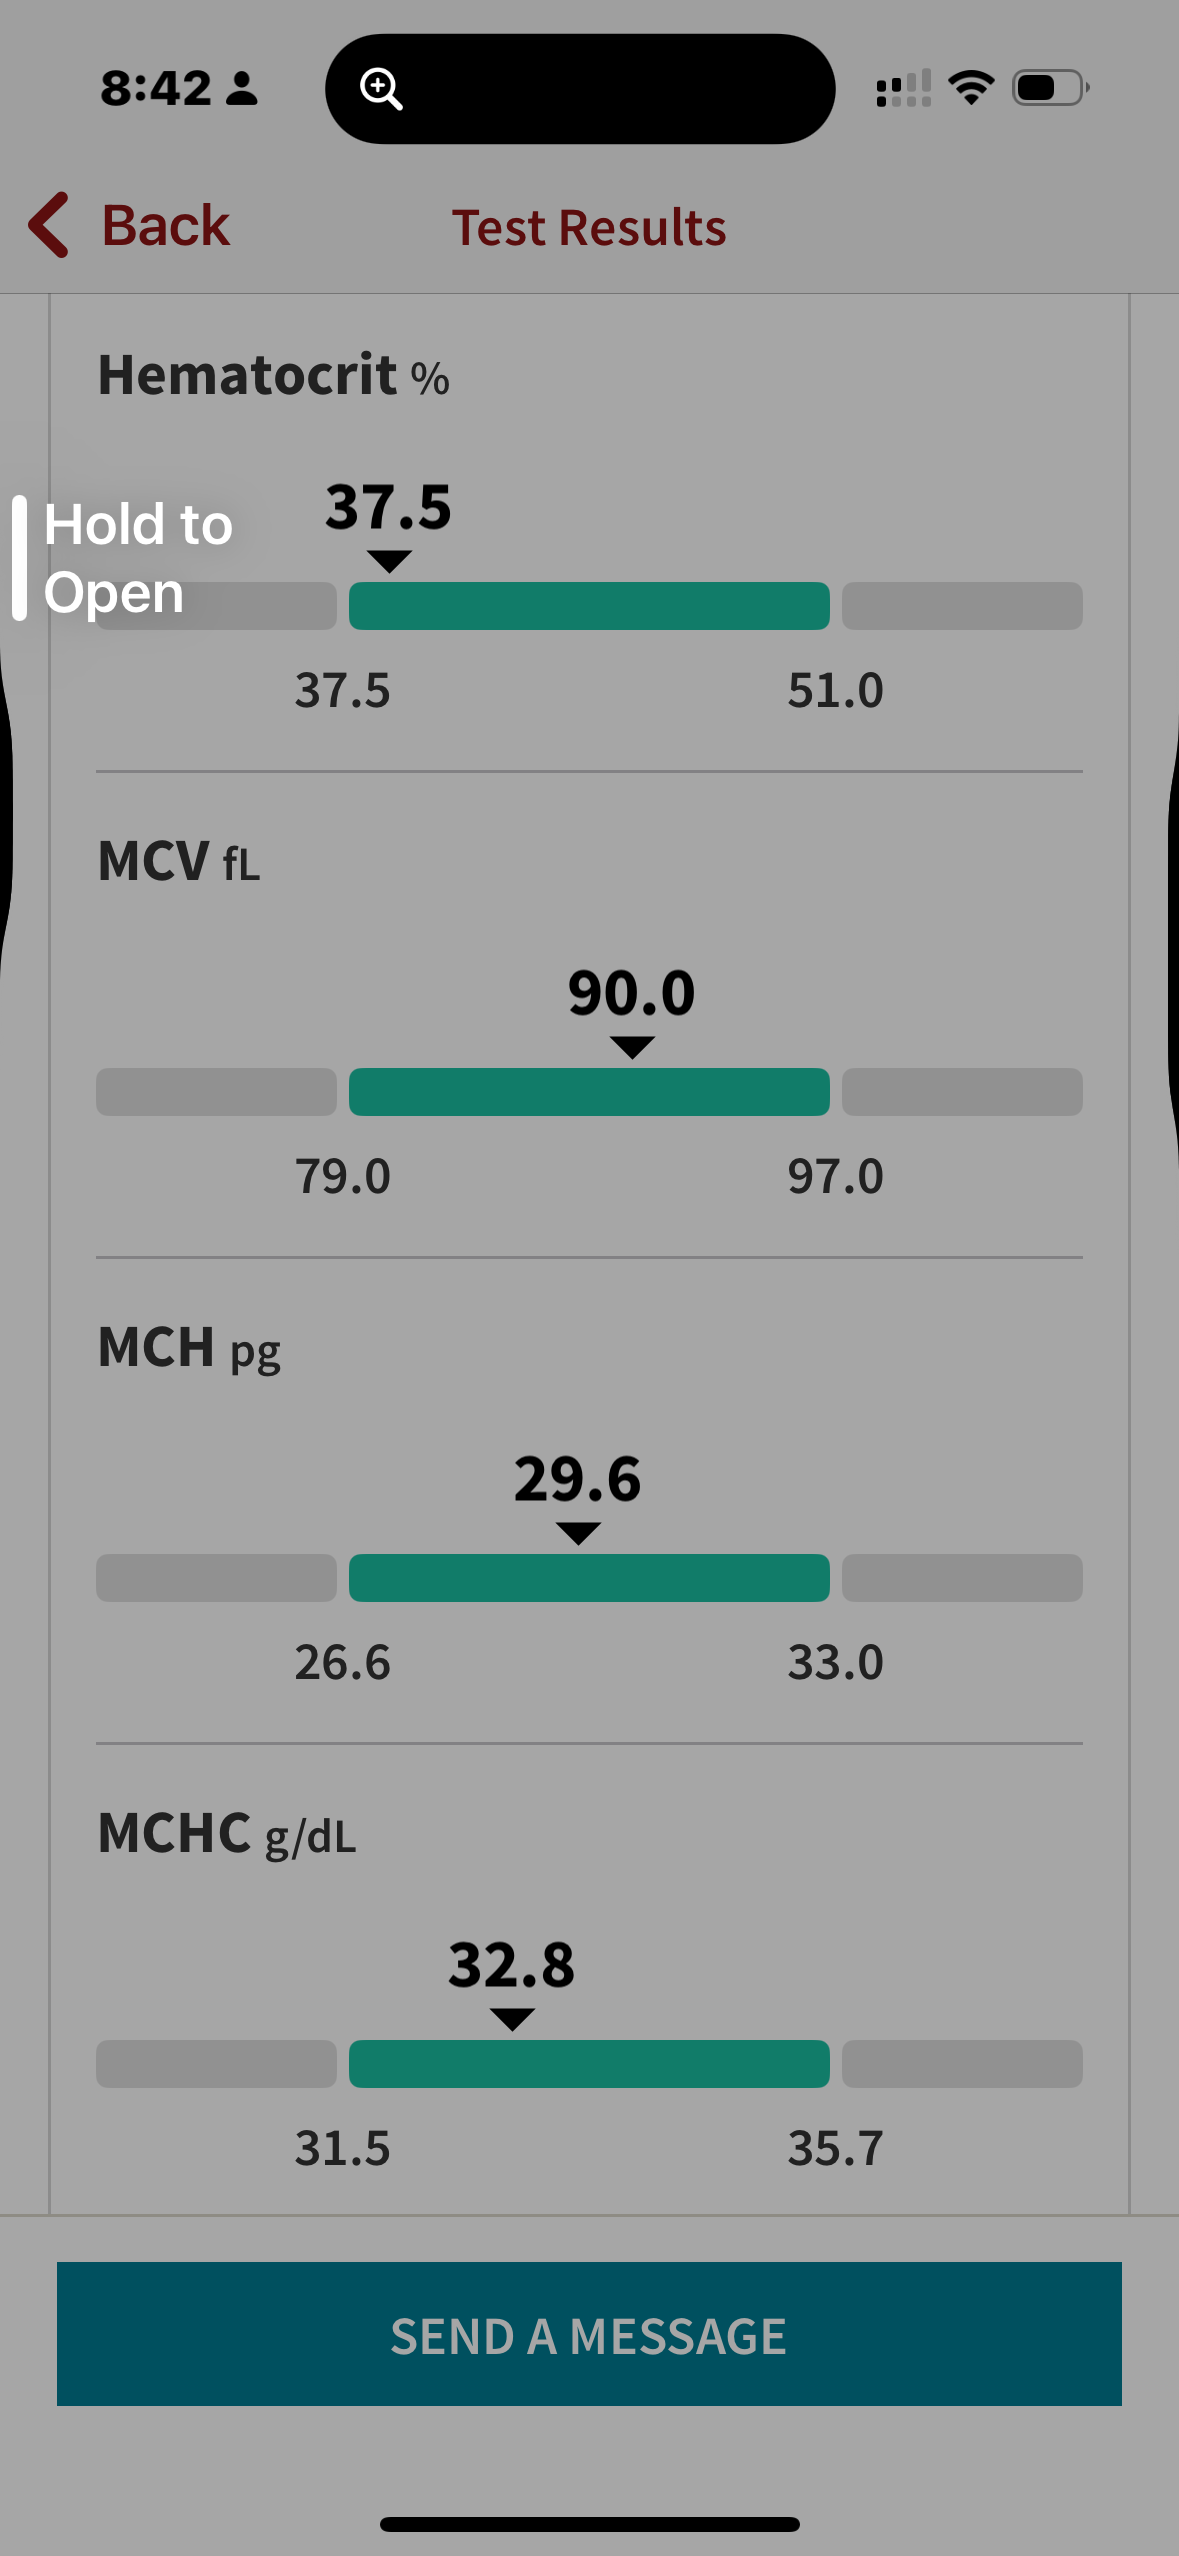 8:42
Back
Test Results
Hematocrit %
37.5
Hold to
Open
37.5
51.0
MCV fL
90.0
79.0
97.0
MCH pg
29.6
26.6
33.0
MCHC g/dL
32.8
31.5
35.7
SEND A MESSAGE